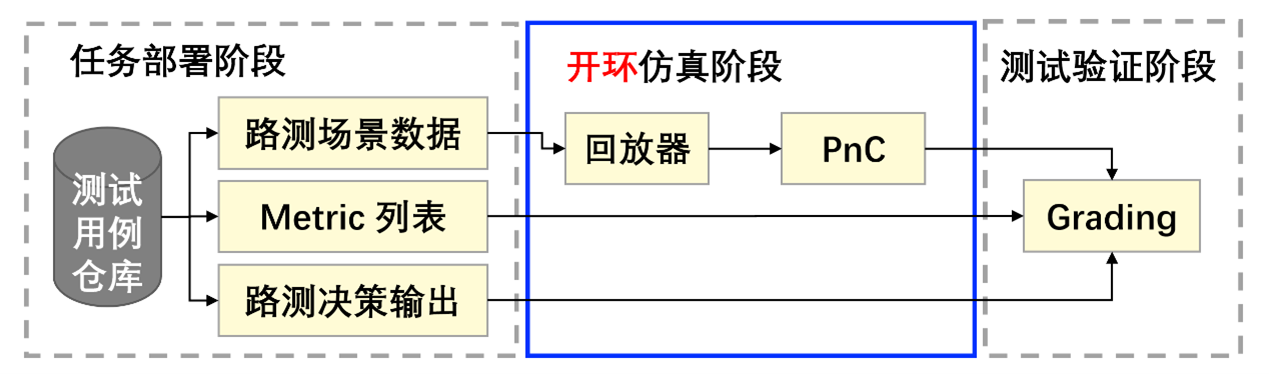 任务部署阶段
开环仿真阶段
测试验证阶段
测试
用例
仓库
路测场景数据
Metric 列表
路测决策输出
回放器
PnC
Grading